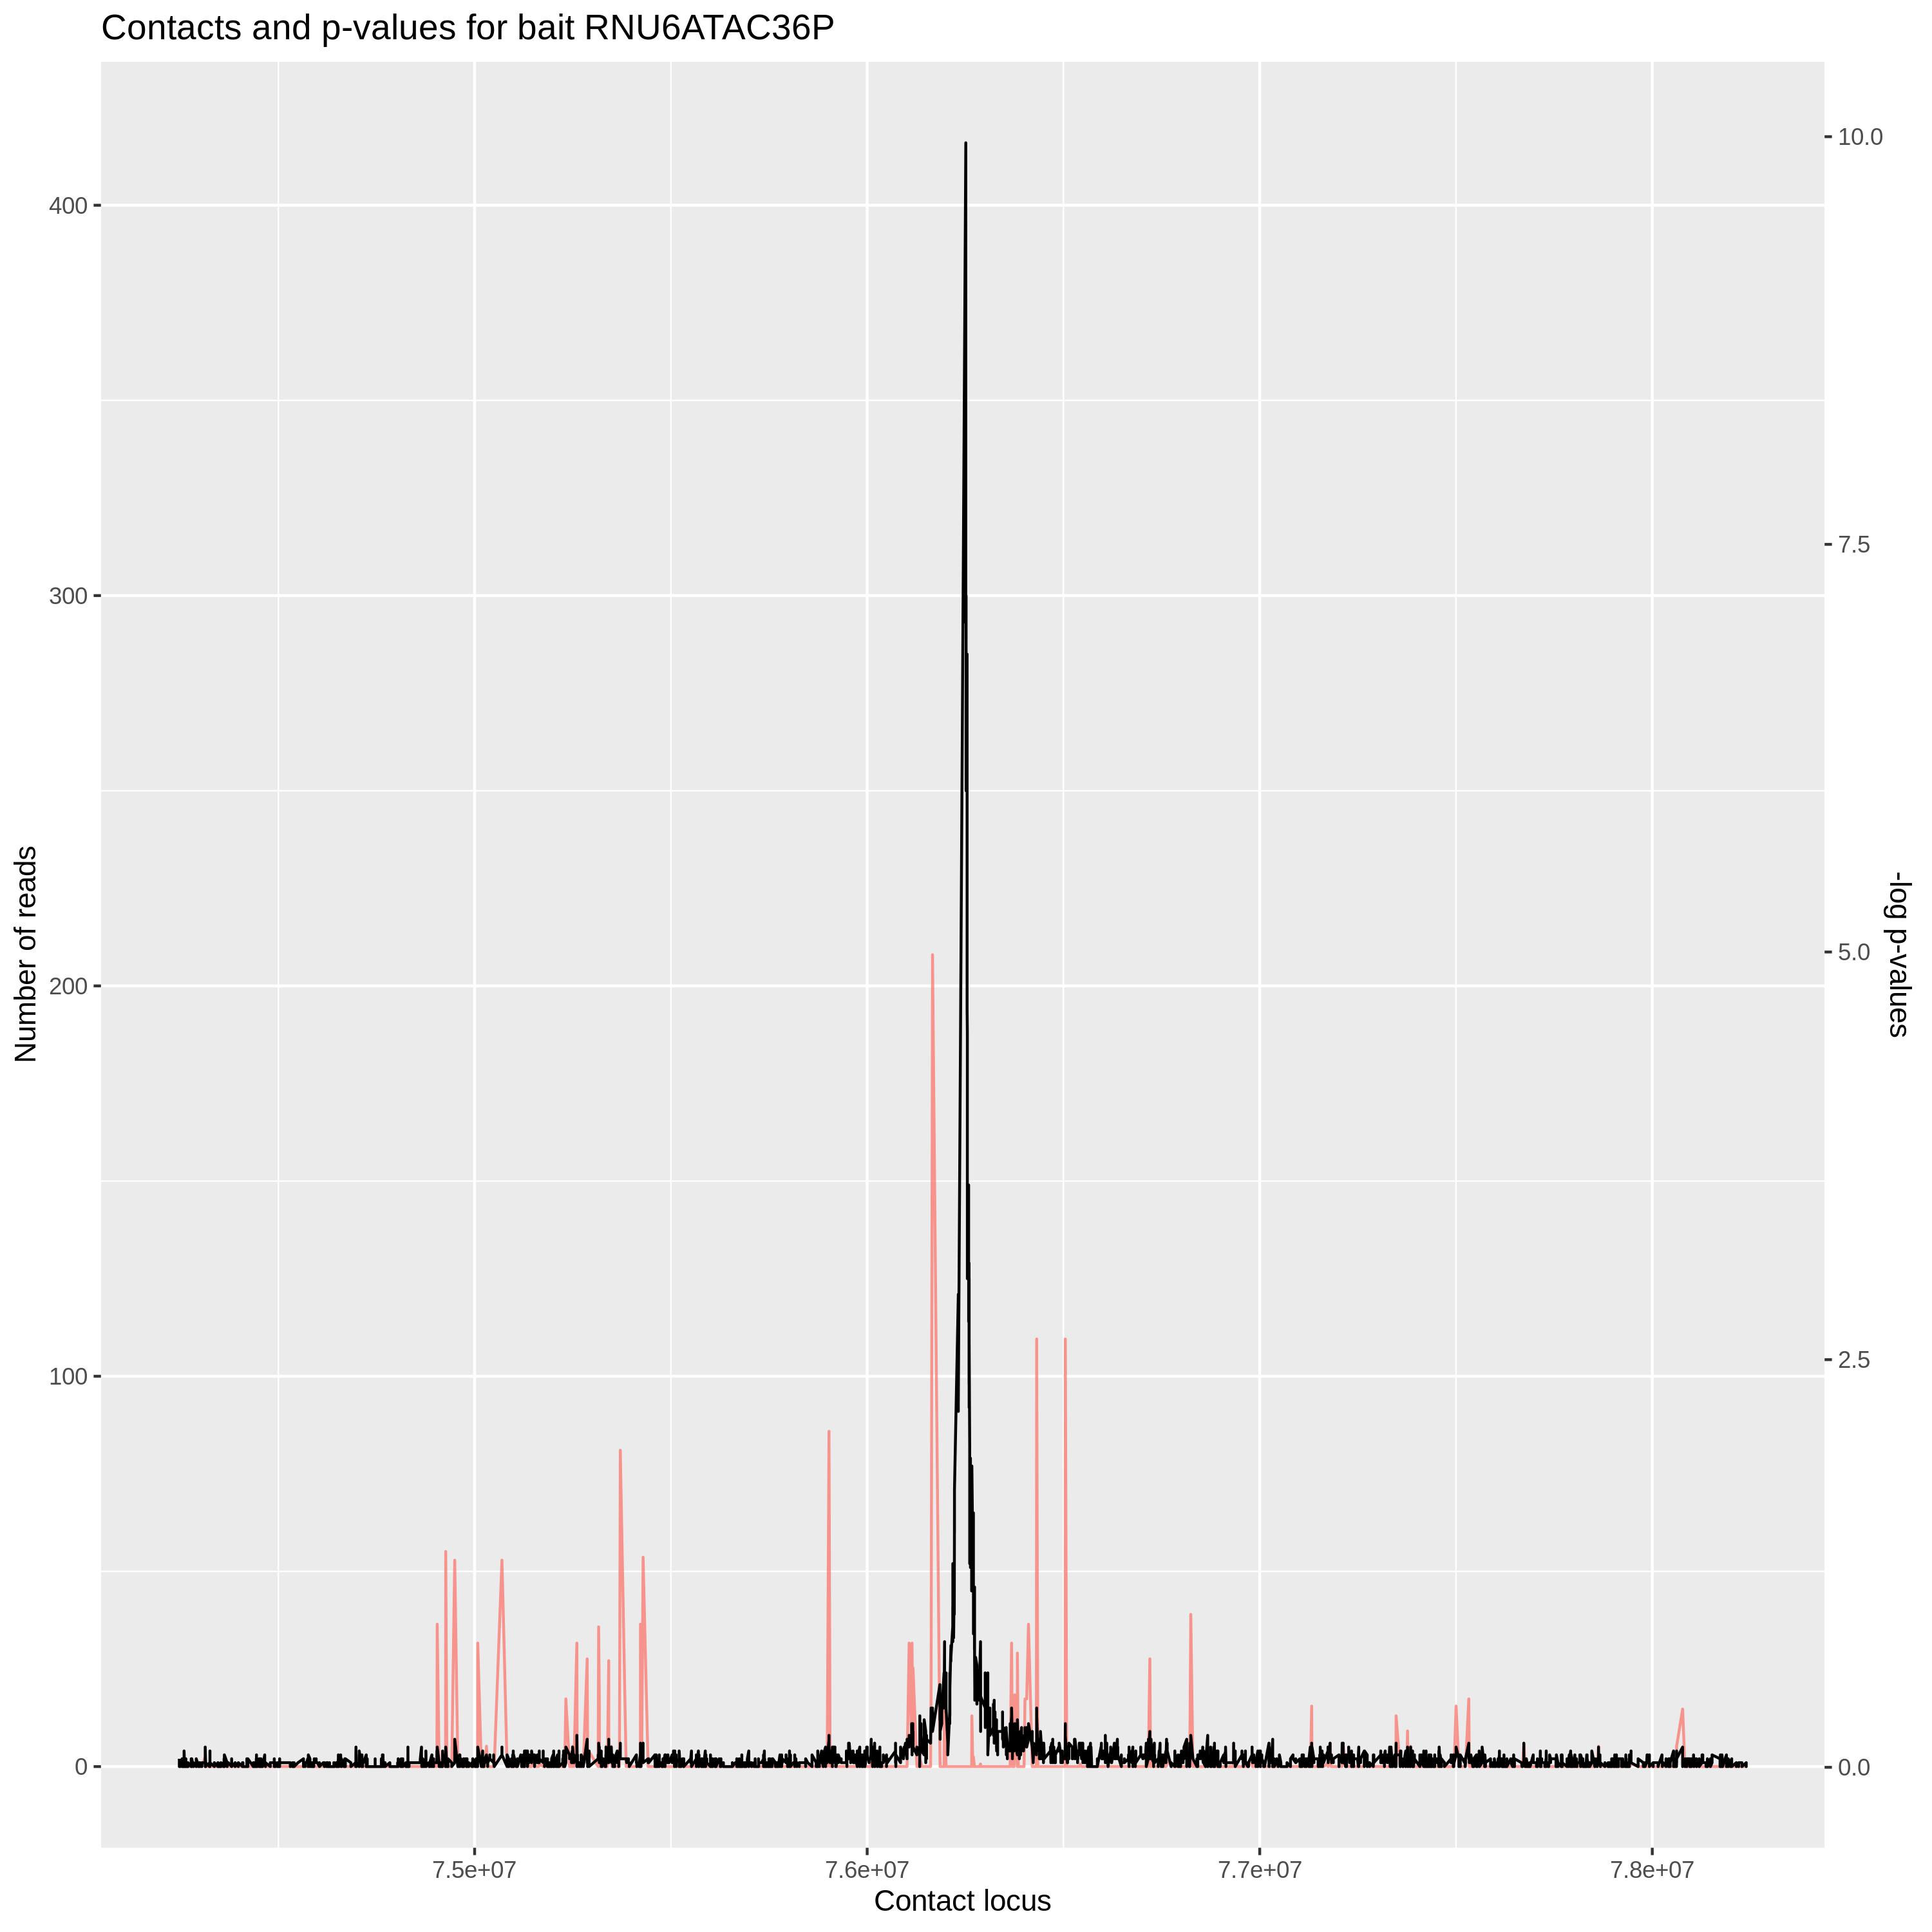 Contacts and p-values for bait RNU6ATAC36P
400
300
200
100
0
10.0
7.5
5.0
2.5
0.0
Number of reads
-log p-values
7.5e+07
7.6e+07
7.7e+07
7.8e+07
Contact locus